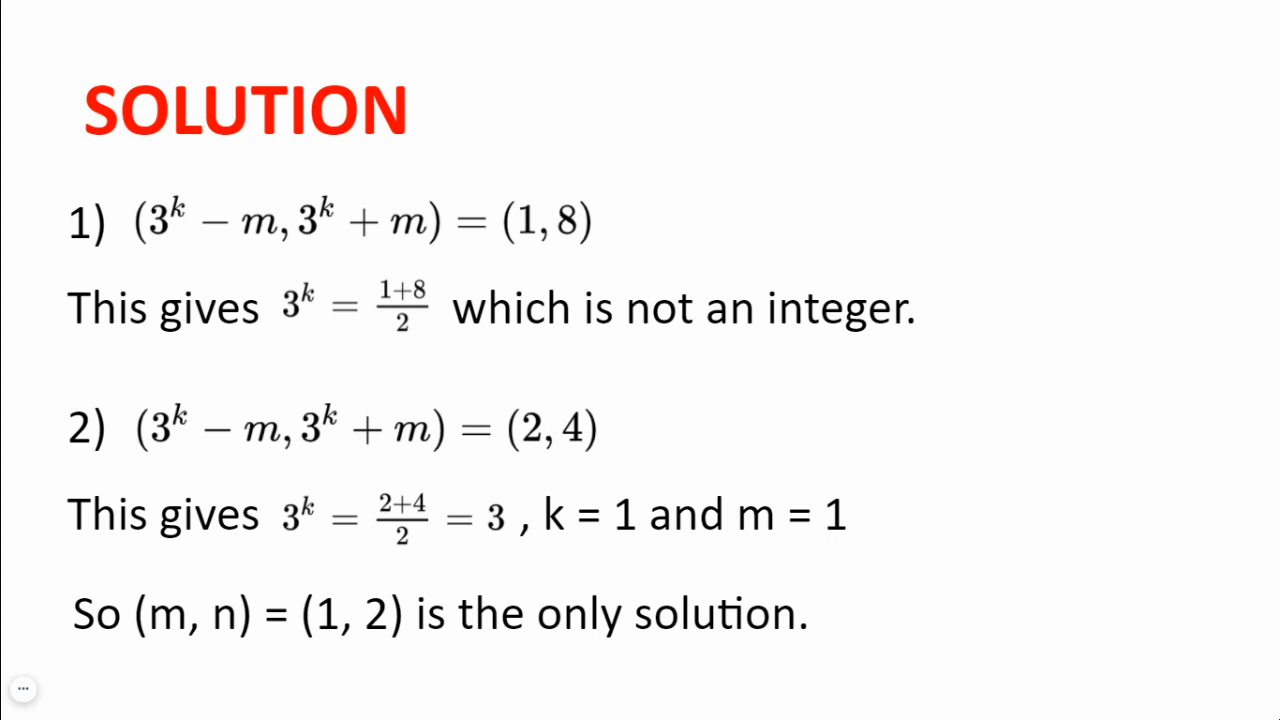 SOLUTION
1) (3^k − m, 3^k + m) = (1, 8)
This gives 3^k = \frac{1+8}{2} which is not an integer.
2) (3^k − m, 3^k + m) = (2, 4)
This gives 3^k = \frac{2+4}{2} = 3 , k = 1 and m = 1
So (m, n) = (1, 2) is the only solution.